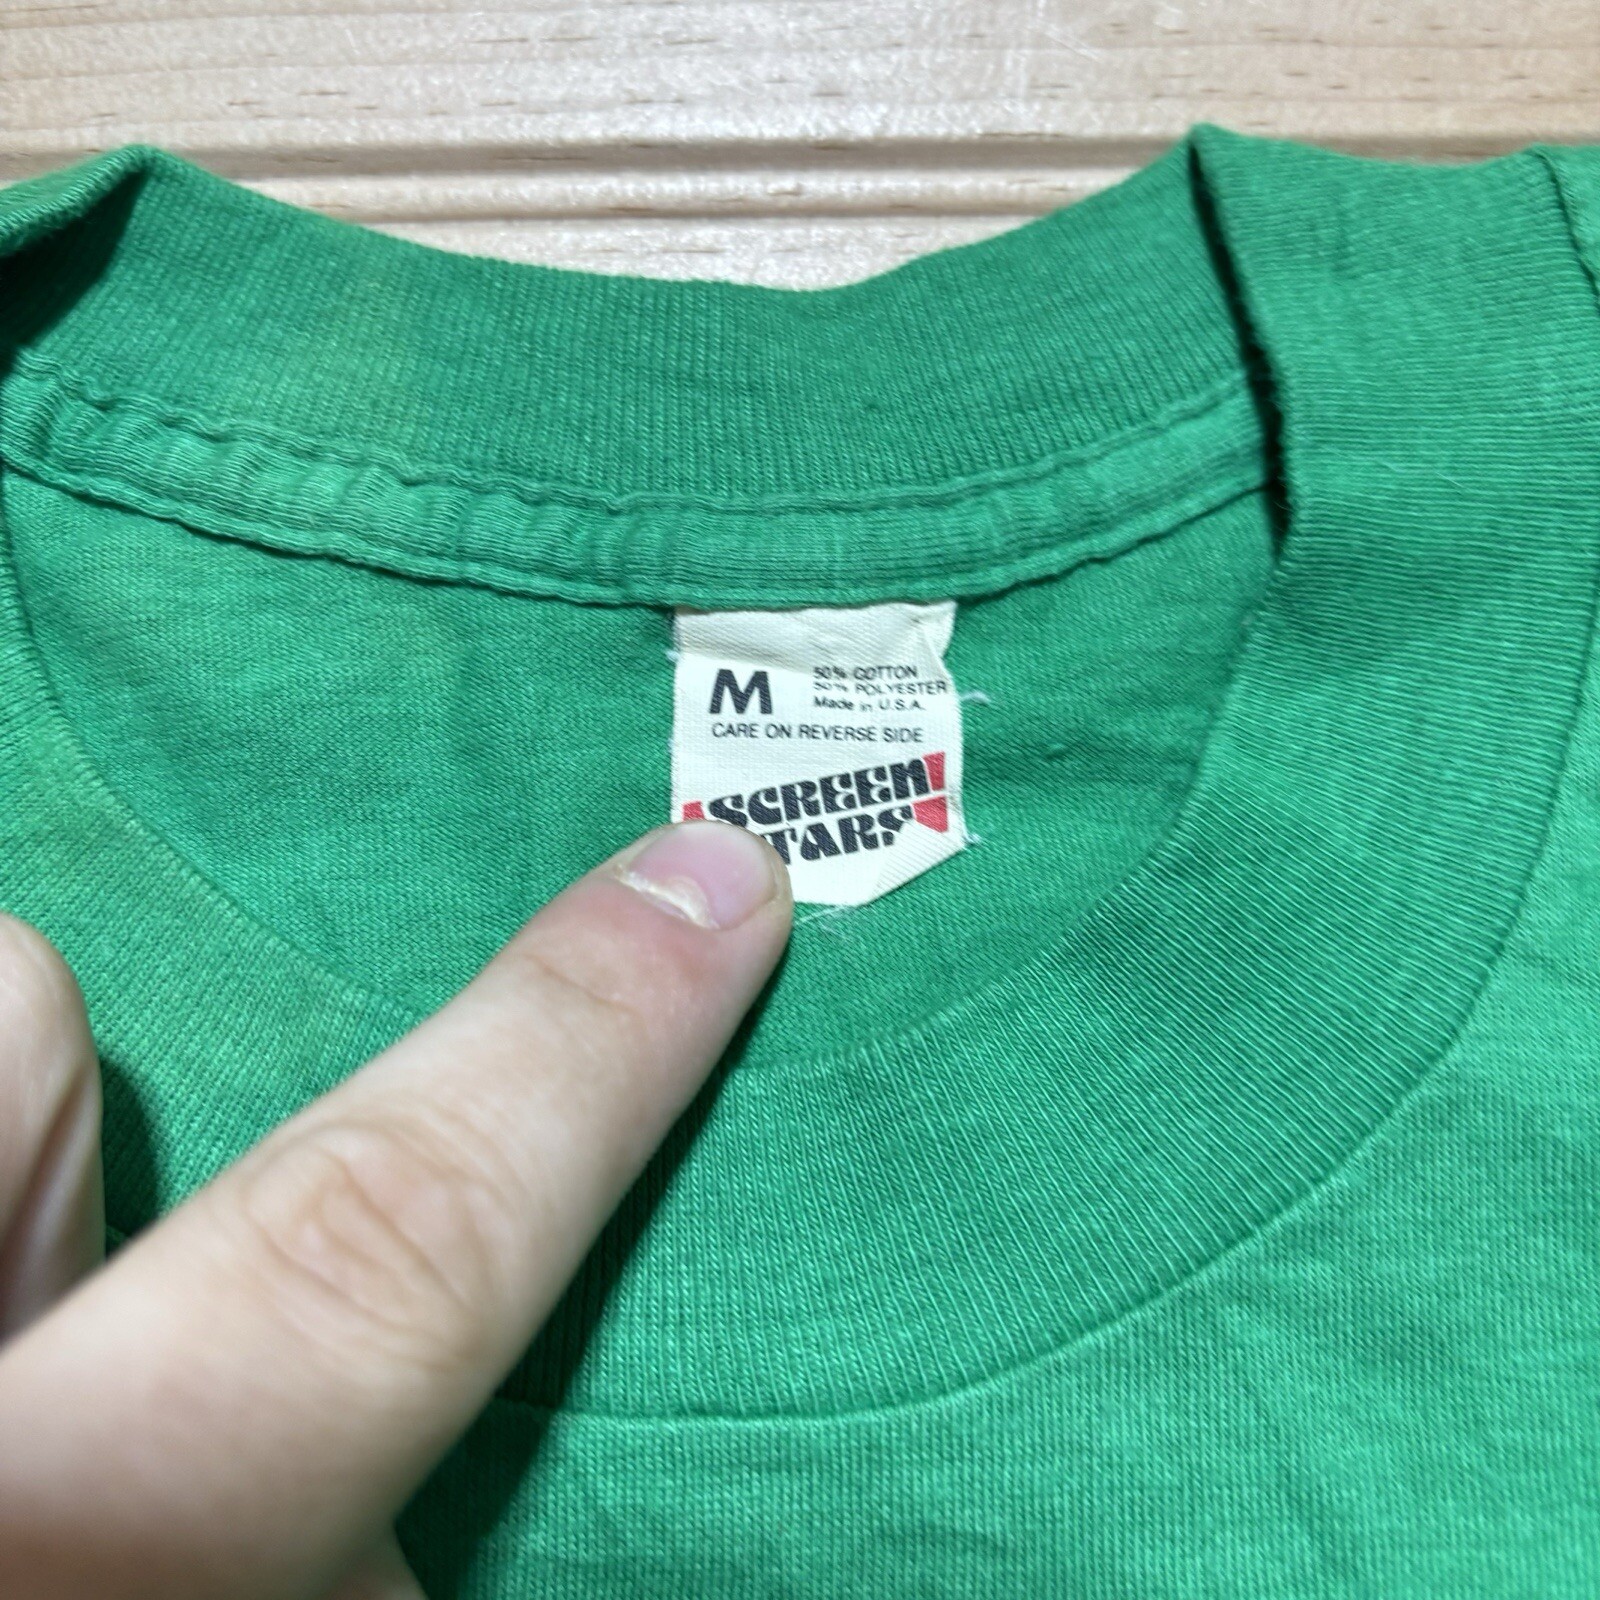 M
50% COTTON
50% POLYESTER
Made in U.S.A.
CARE ON REVERSE SIDE
SCREEN
STARS